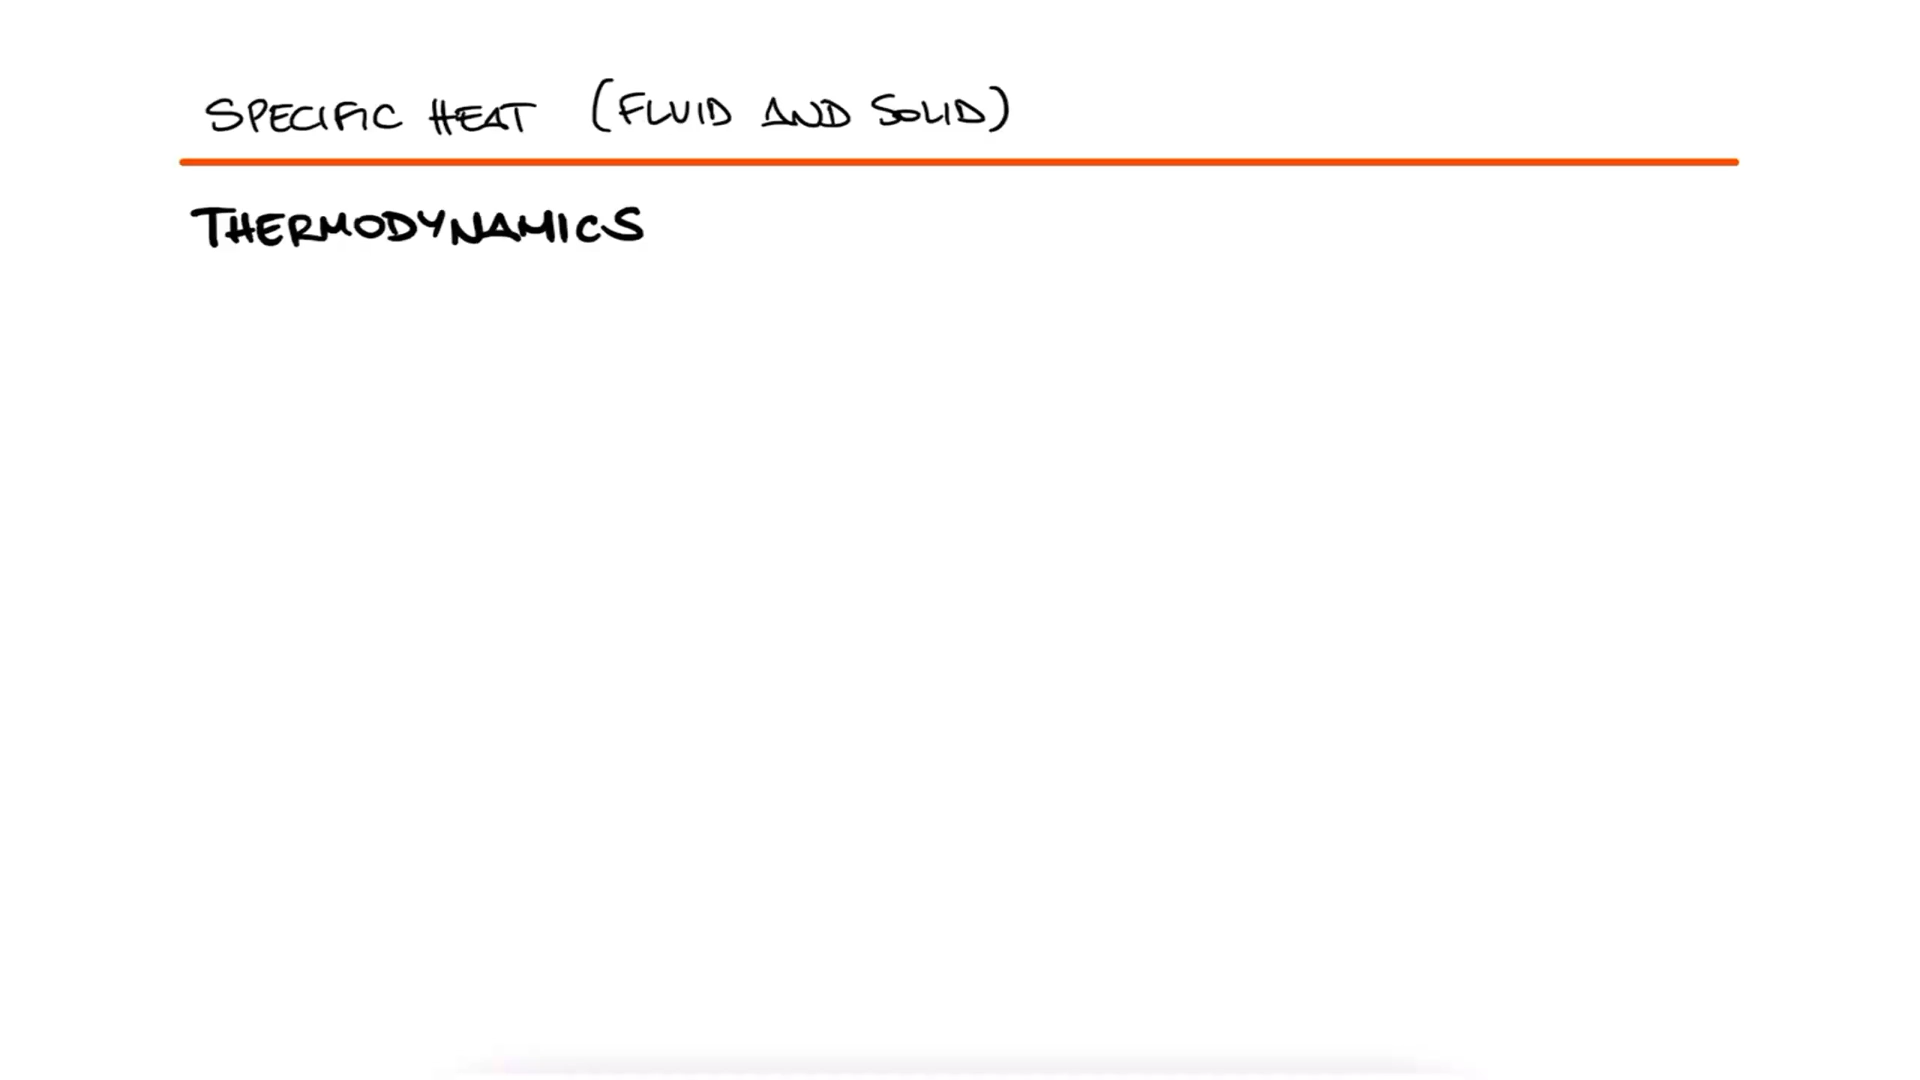 SPECIFIC HEAT (FLUID AND SOLID)
THERMODYNAMICS